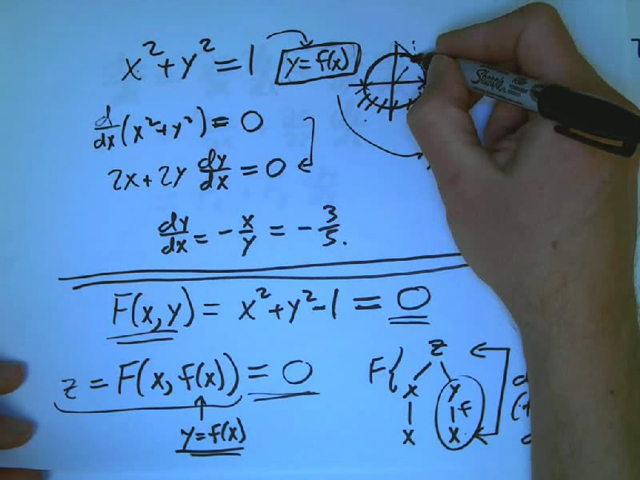 x² + y² = 1 y = f(x)
d/dx (x² + y²) = 0
2x + 2y dy/dx = 0
dy/dx = - x/y = - 3/5.
F(x, y) = x² + y² - 1 = 0
z = F(x, f(x)) = 0
y = f(x)
z
F { x y
f
x x
Sharpie